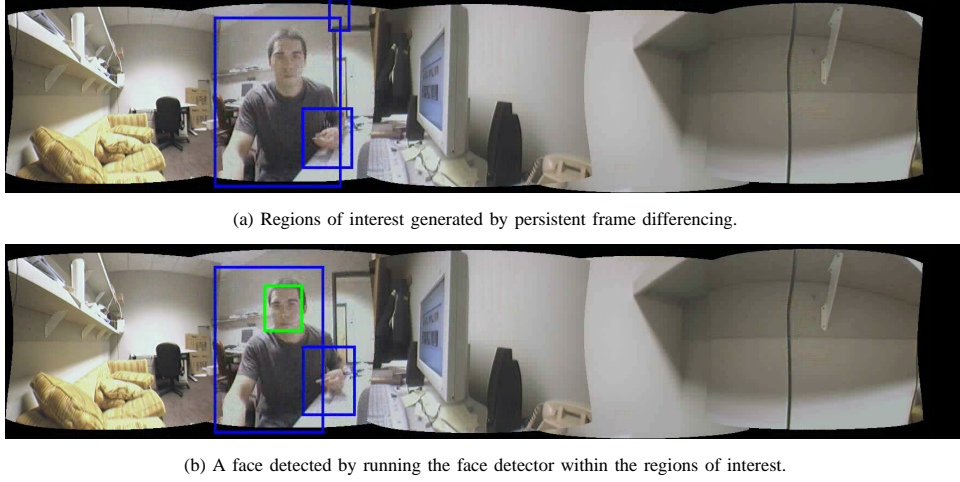 (a) Regions of interest generated by persistent frame differencing.
(b) A face detected by running the face detector within the regions of interest.